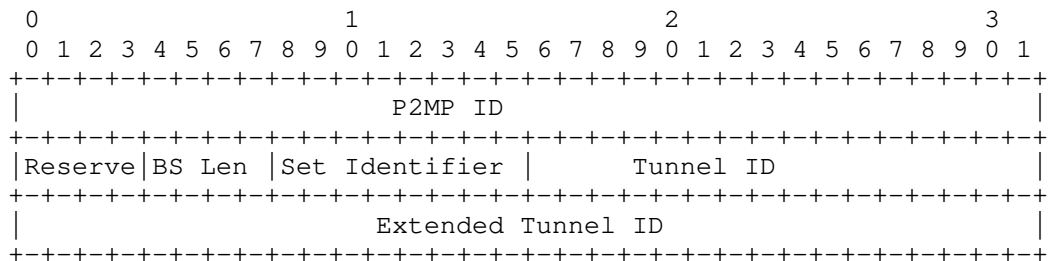 0                   1                   2                   3
 0 1 2 3 4 5 6 7 8 9 0 1 2 3 4 5 6 7 8 9 0 1 2 3 4 5 6 7 8 9 0 1
+-+-+-+-+-+-+-+-+-+-+-+-+-+-+-+-+-+-+-+-+-+-+-+-+-+-+-+-+-+-+-+-+
|                       P2MP ID                                 |
+-+-+-+-+-+-+-+-+-+-+-+-+-+-+-+-+-+-+-+-+-+-+-+-+-+-+-+-+-+-+-+-+
|Reserve|BS Len |Set Identifier |      Tunnel ID                |
+-+-+-+-+-+-+-+-+-+-+-+-+-+-+-+-+-+-+-+-+-+-+-+-+-+-+-+-+-+-+-+-+
|                      Extended Tunnel ID                       |
+-+-+-+-+-+-+-+-+-+-+-+-+-+-+-+-+-+-+-+-+-+-+-+-+-+-+-+-+-+-+-+-+